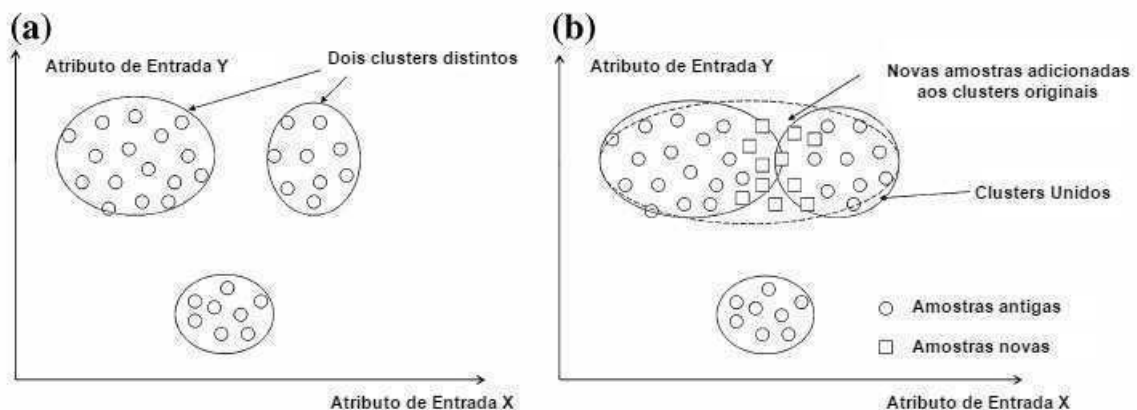 (a)
Atributo de Entrada Y
Dois clusters distintos
Atributo de Entrada X
(b)
Atributo de Entrada Y
Novas amostras adicionadas
aos clusters originais
Clusters Unidos
Amostras antigas
Amostras novas
Atributo de Entrada X